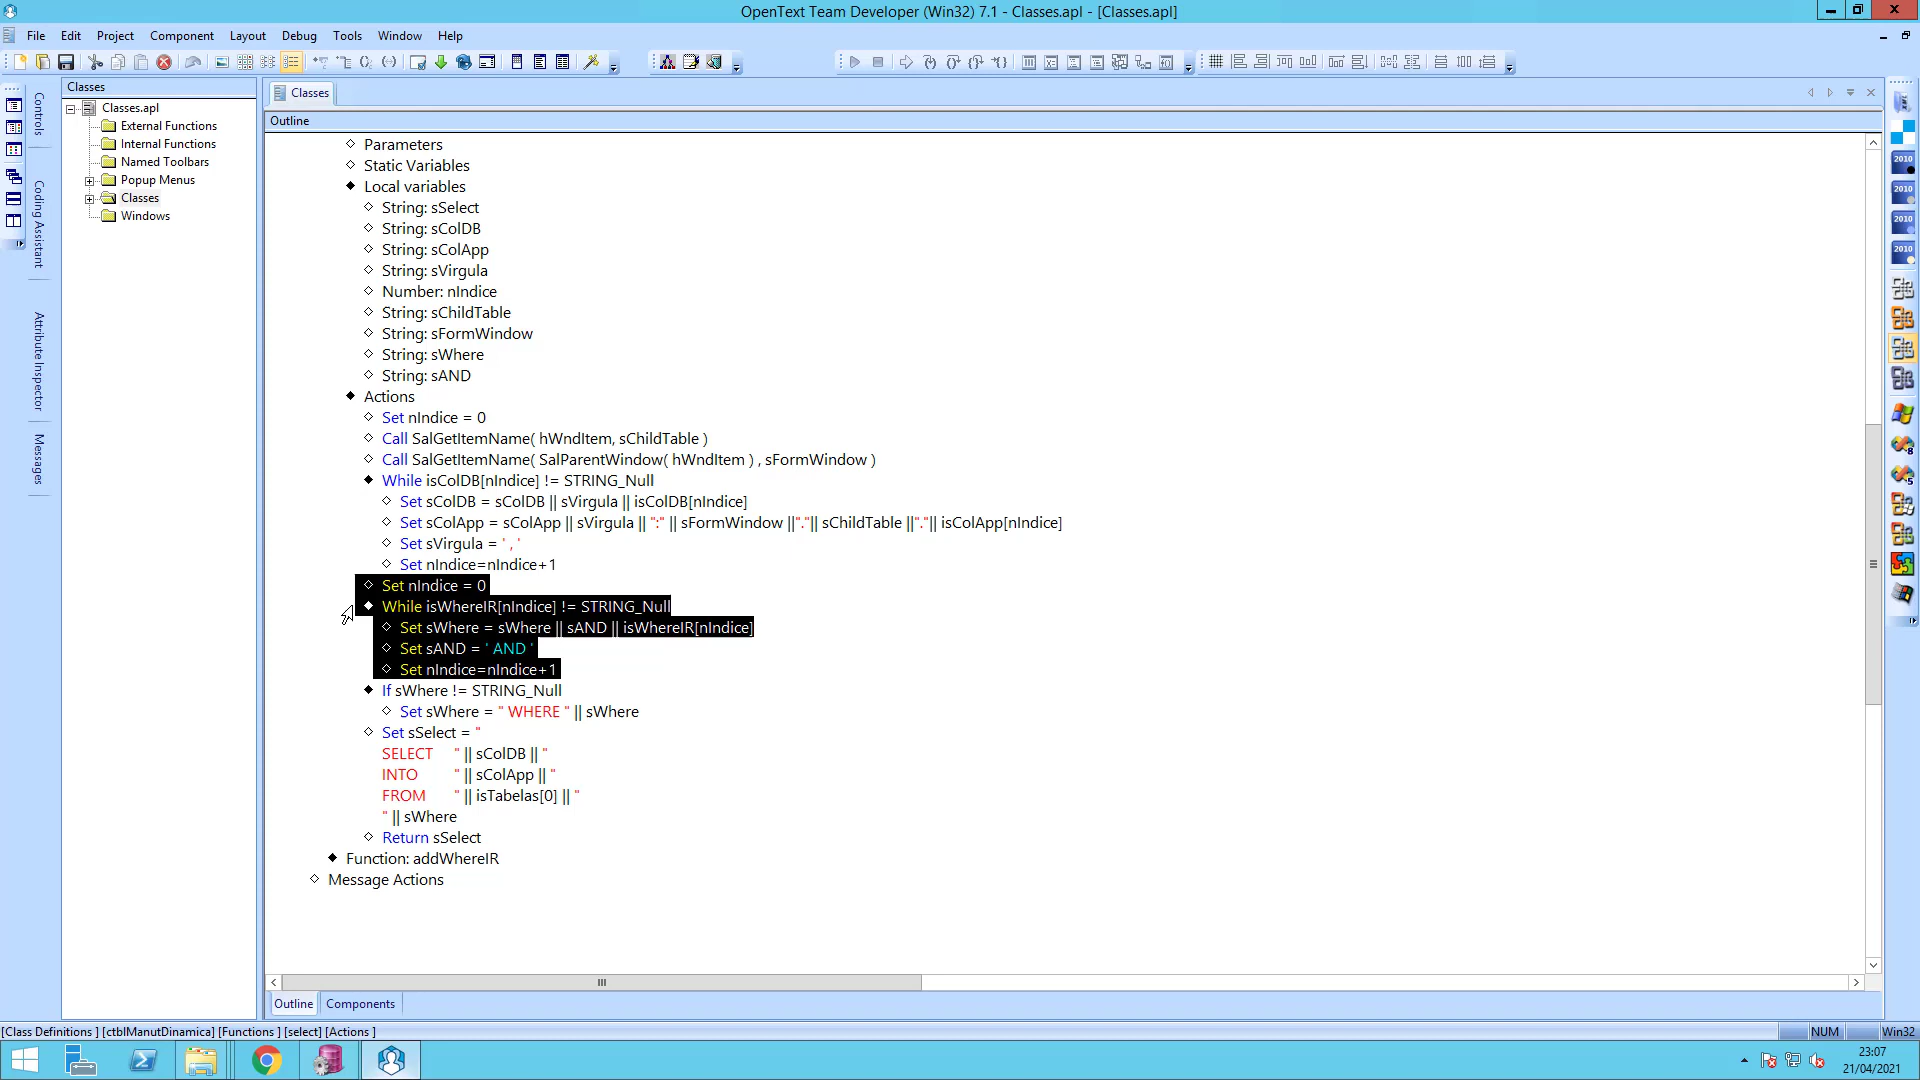 OpenText Team Developer (Win32) 7.1 - Classes.apl - [Classes.apl]
File Edit Project Component Layout Debug Tools Window Help
Classes
Classes
Outline
Controls
Coding Assistant
Attribute Inspector
Messages
Classes.apl
External Functions
Internal Functions
Named Toolbars
Popup Menus
Classes
Windows
Parameters
Static Variables
Local variables
String: sSelect
String: sColDB
String: sColApp
String: sVirgula
Number: nIndice
String: sChildTable
String: sFormWindow
String: sWhere
String: sAND
Actions
Set nIndice = 0
Call SalGetItemName( hWndItem, sChildTable )
Call SalGetItemName( SalParentWindow( hWndItem ) , sFormWindow )
While isColDB[nIndice] != STRING_Null
Set sColDB = sColDB || sVirgula || isColDB[nIndice]
Set sColApp = sColApp || sVirgula || ":" || sFormWindow ||"."|| sChildTable ||"."|| isColApp[nIndice]
Set sVirgula = ' , '
Set nIndice=nIndice+1
Set nIndice = 0
While isWhereIR[nIndice] != STRING_Null
Set sWhere = sWhere || sAND || isWhereIR[nIndice]
Set sAND = ' AND '
Set nIndice=nIndice+1
If sWhere != STRING_Null
Set sWhere = " WHERE " || sWhere
Set sSelect = "
SELECT " || sColDB || "
INTO " || sColApp || "
FROM " || isTabelas[0] || "
" || sWhere
Return sSelect
Function: addWhereIR
Message Actions
2010
2010
2010
2010
Outline Components
[Class Definitions ] [ctblManutDinamica] [Functions ] [select] [Actions ]
NUM Win32
23:07
21/04/2021